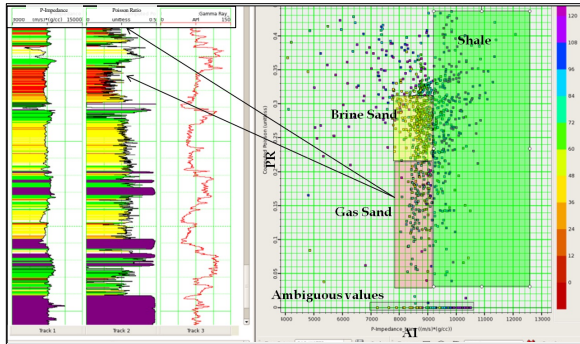 P-Impedance Poisson Ratio Gamma Ray
3000 (m/s)*(g/cc) 15000 0 unitless 0.5 0 API 150
Track 1 Track 2 Track 3
Shale
Brine Sand
Gas Sand
Ambiguous values
PR
AI
0.4
0.35
0.3
0.25
0.2
0.15
0.1
0.05
0
4000 5000 6000 7000 8000 9000 10000 11000 12000 13000
120
108
96
84
72
60
48
36
24
12
0